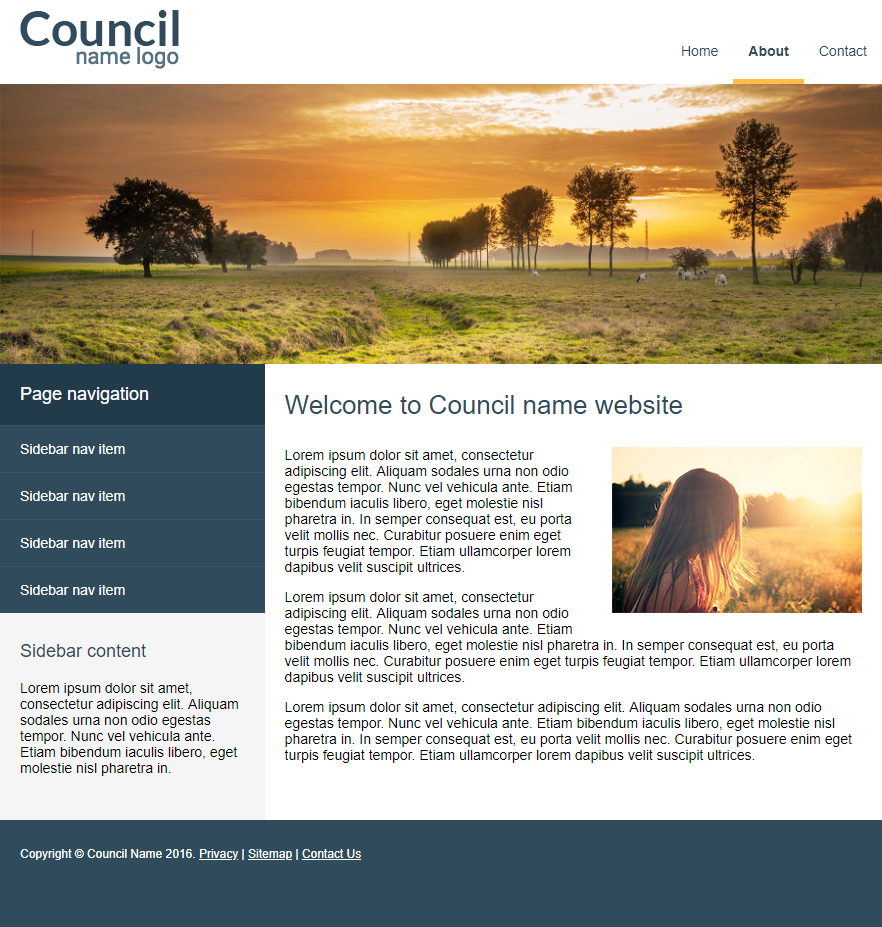 Council
name logo
Home About Contact
Page navigation
Sidebar nav item
Sidebar nav item
Sidebar nav item
Sidebar nav item
Sidebar content
Lorem ipsum dolor sit amet,
consectetur adipiscing elit. Aliquam
sodales urna non odio egestas
tempor. Nunc vel vehicula ante.
Etiam bibendum iaculis libero, eget
molestie nisl pharetra in.
Welcome to Council name website
Lorem ipsum dolor sit amet, consectetur
adipiscing elit. Aliquam sodales urna non odio
egestas tempor. Nunc vel vehicula ante. Etiam
bibendum iaculis libero, eget molestie nisl
pharetra in. In semper consequat est, eu porta
velit mollis nec. Curabitur posuere enim eget
turpis feugiat tempor. Etiam ullamcorper lorem
dapibus velit suscipit ultrices.
Lorem ipsum dolor sit amet, consectetur
adipiscing elit. Aliquam sodales urna non odio
egestas tempor. Nunc vel vehicula ante. Etiam
bibendum iaculis libero, eget molestie nisl pharetra in. In semper consequat est, eu porta
velit mollis nec. Curabitur posuere enim eget turpis feugiat tempor. Etiam ullamcorper lorem
dapibus velit suscipit ultrices.
Lorem ipsum dolor sit amet, consectetur adipiscing elit. Aliquam sodales urna non odio
egestas tempor. Nunc vel vehicula ante. Etiam bibendum iaculis libero, eget molestie nisl
pharetra in. In semper consequat est, eu porta velit mollis nec. Curabitur posuere enim eget
turpis feugiat tempor. Etiam ullamcorper lorem dapibus velit suscipit ultrices.
Copyright © Council Name 2016. Privacy | Sitemap | Contact Us